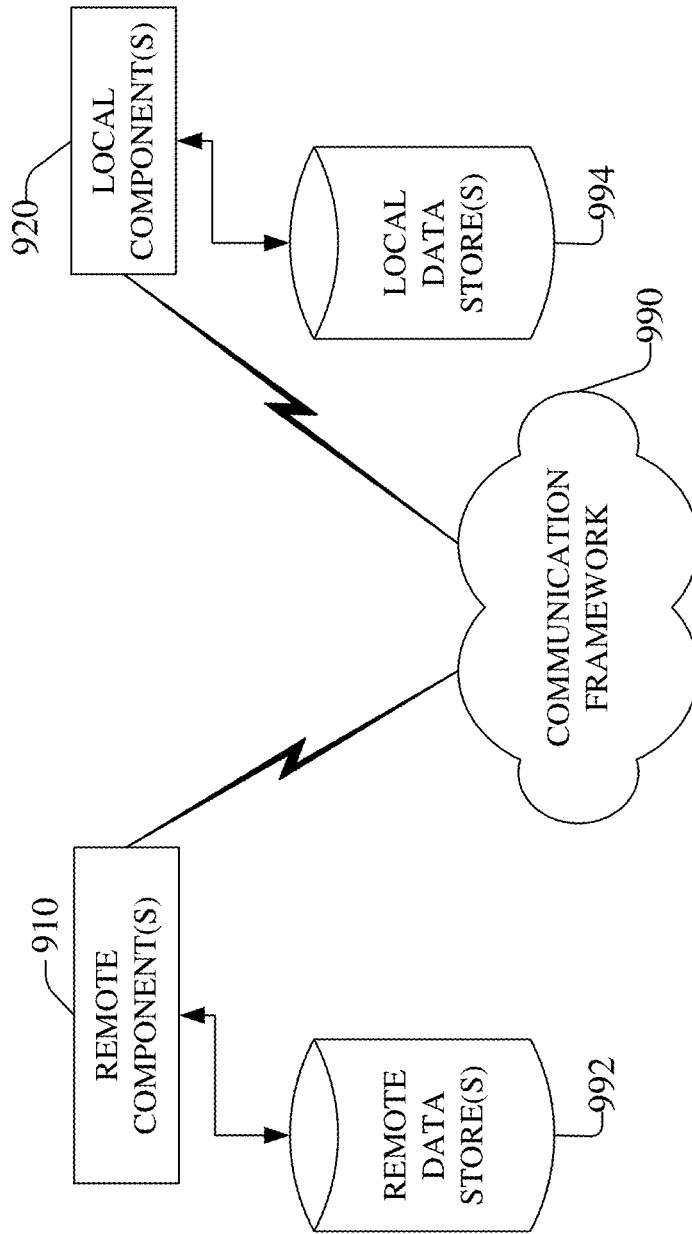 910
REMOTE
COMPONENT(S)
920
LOCAL
COMPONENT(S)
REMOTE
DATA
STORE(S)
992
LOCAL
DATA
STORE(S)
994
COMMUNICATION
FRAMEWORK
990